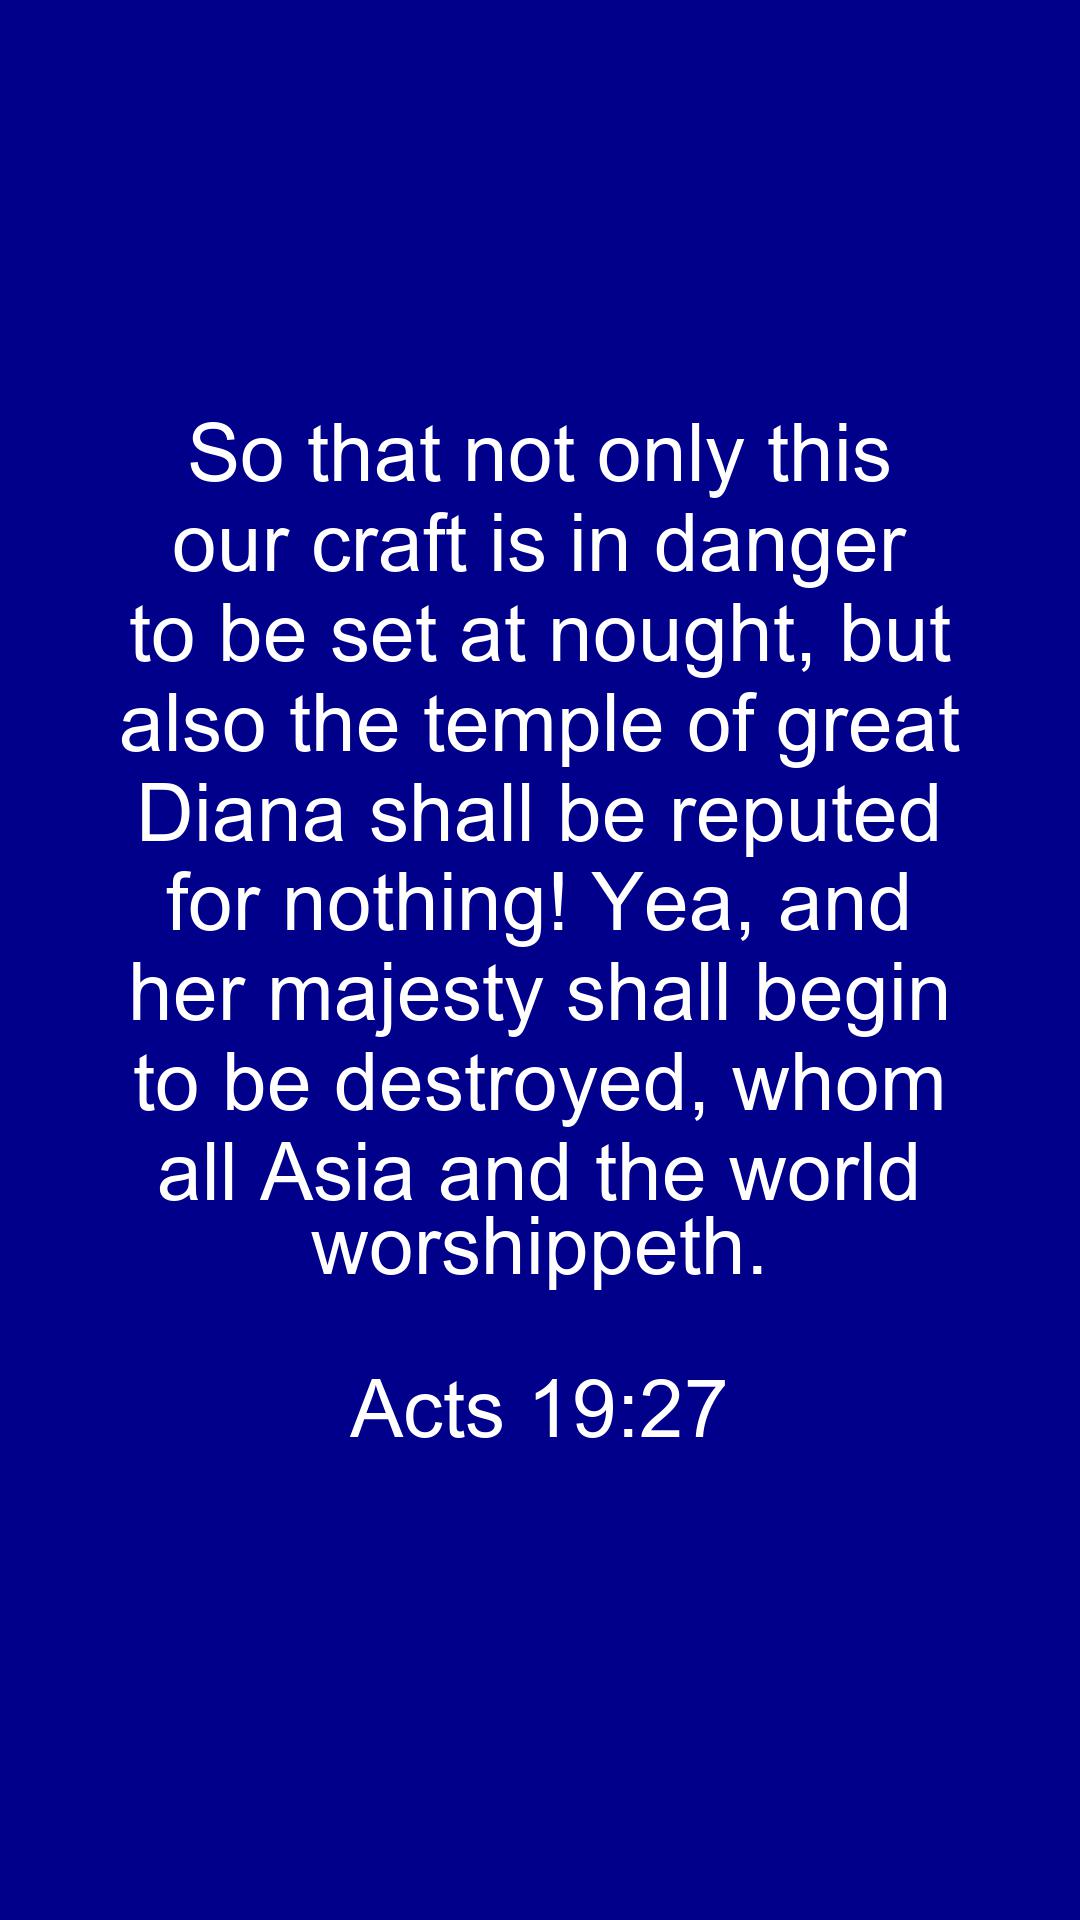 So that not only this
our craft is in danger
to be set at nought, but
also the temple of great
Diana shall be reputed
for nothing! Yea, and
her majesty shall begin
to be destroyed, whom
all Asia and the world
worshippeth.
Acts 19:27